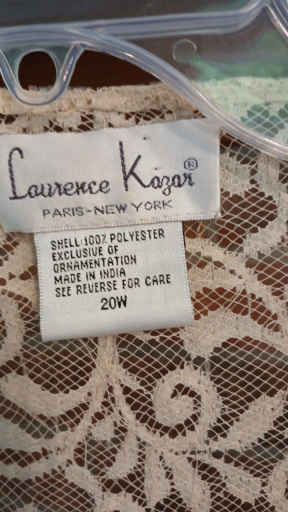 Laurence Kazar®
PARIS-NEW YORK
SHELL:100% POLYESTER
EXCLUSIVE OF
ORNAMENTATION
MADE IN INDIA
SEE REVERSE FOR CARE
20W